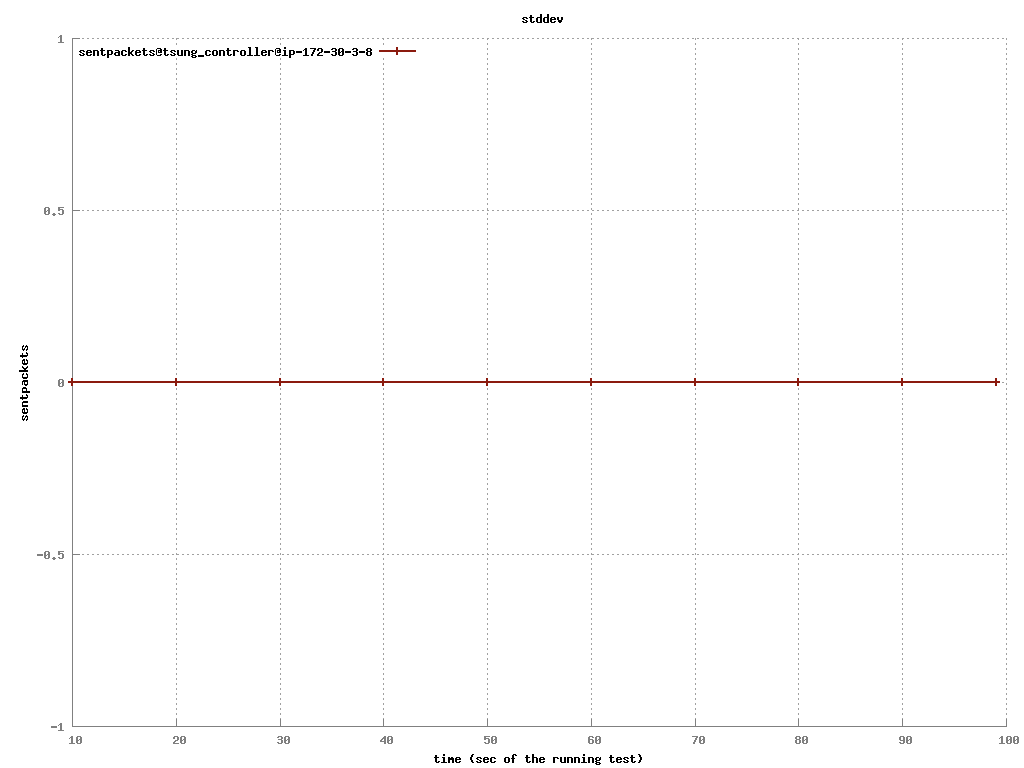 stddev
sentpackets@tsung_controller@ip-172-30-3-8
1
0.5
0
-0.5
-1
sentpackets
10 20 30 40 50 60 70 80 90 100
time (sec of the running test)